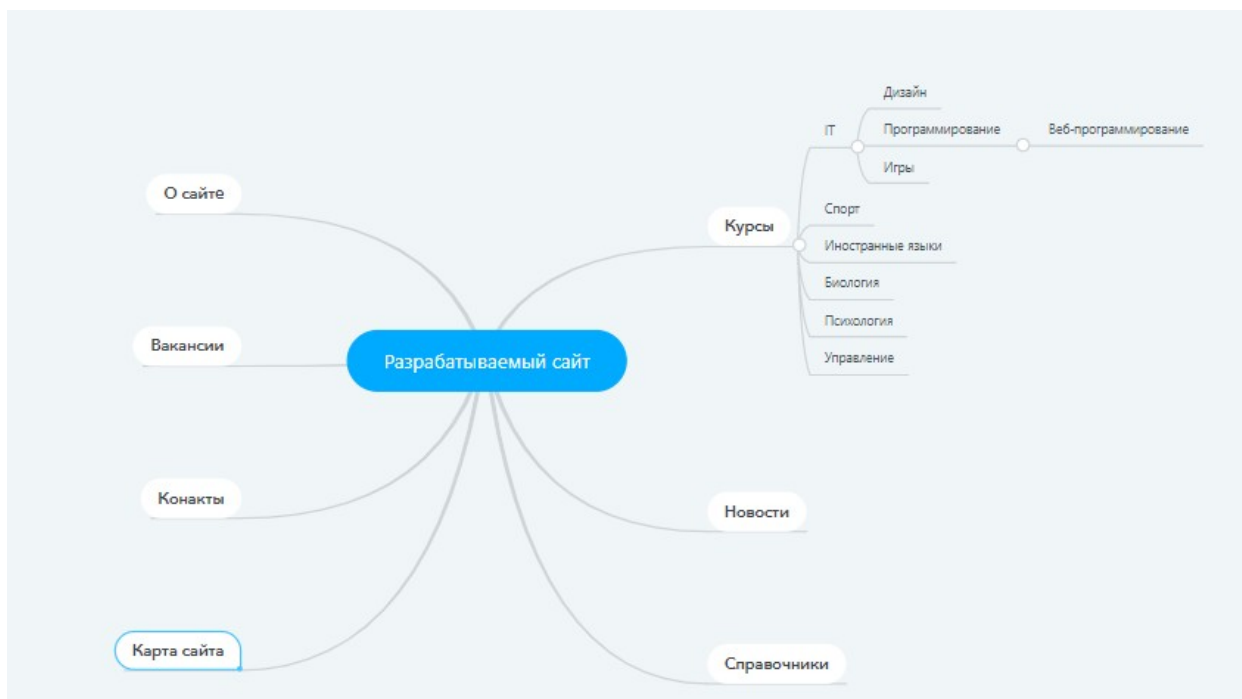 Дизайн
IT
Программирование
Веб-программирование
Игры
О сайте
Курсы
Спорт
Иностранные языки
Биология
Психология
Управление
Вакансии
Разрабатываемый сайт
Конакты
Новости
Карта сайта
Справочники